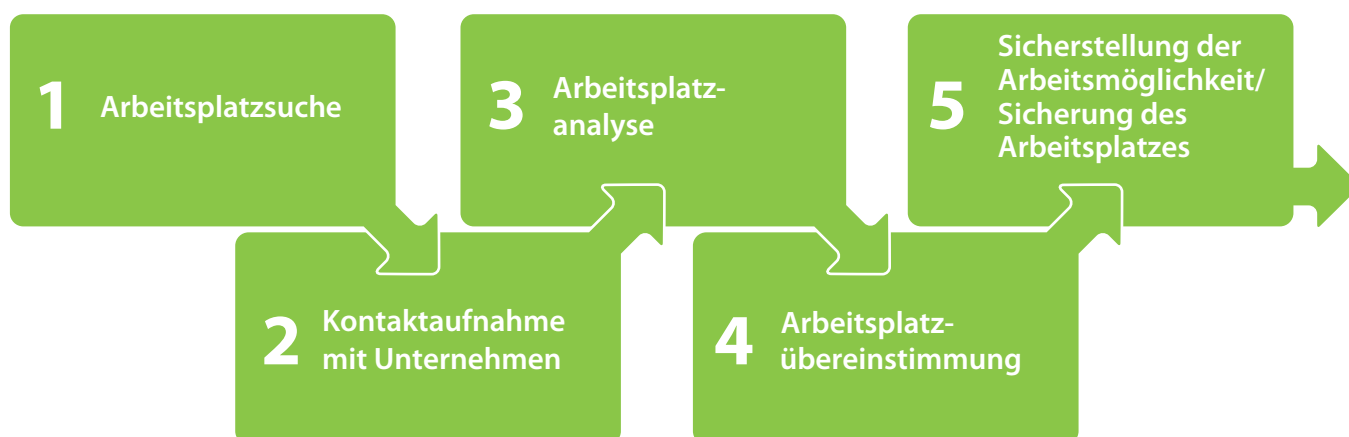 1 Arbeitsplatzsuche
2 Kontaktaufnahme
mit Unternehmen
3 Arbeitsplatz-
analyse
4 Arbeitsplatz-
übereinstimmung
5 Sicherstellung der
Arbeitsmöglichkeit/
Sicherung des
Arbeitsplatzes